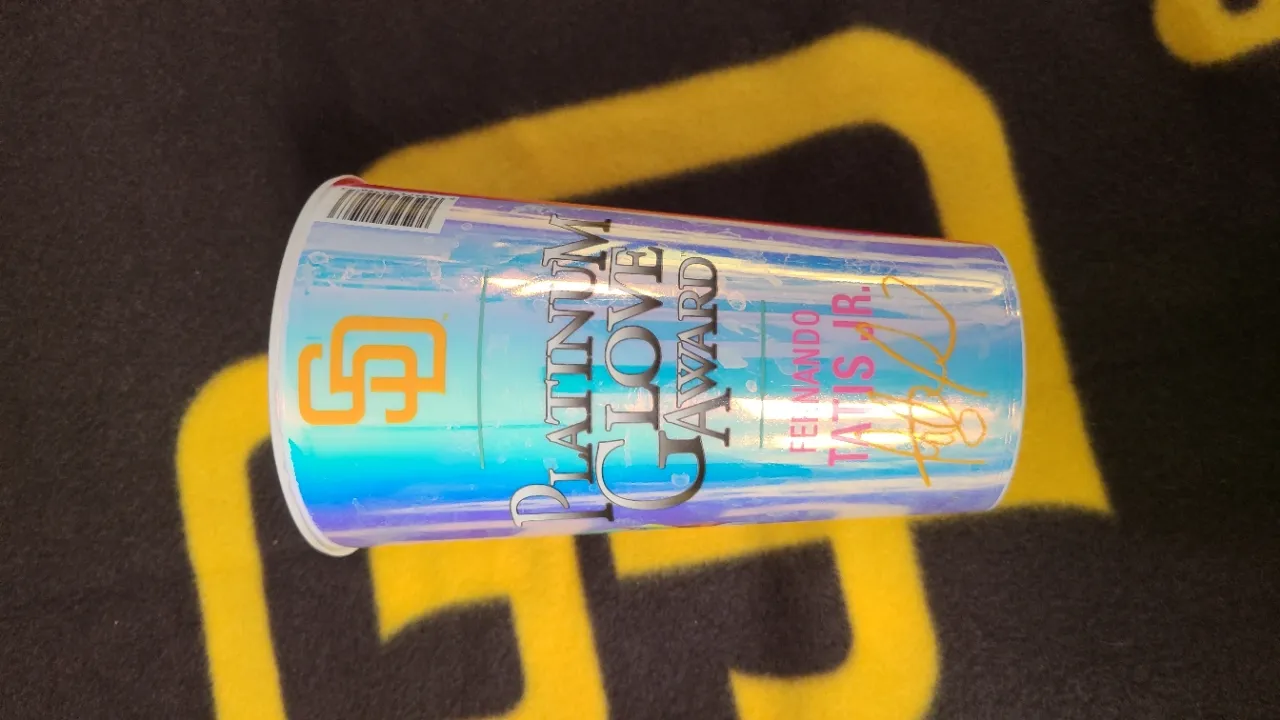 SD
PLATINUM
GLOVE
AWARD
FERNANDO
TATIS JR.